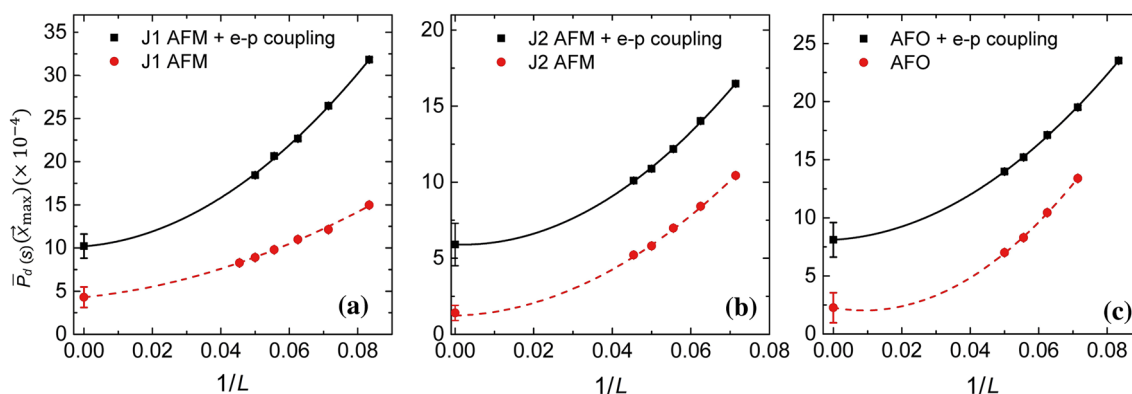 P̄d (s)(x⃗max)(× 10⁻⁴)
35
30
25
20
15
10
5
0
J1 AFM + e-p coupling
J1 AFM
(a)
0.00 0.02 0.04 0.06 0.08
1/L
20
15
10
5
0
J2 AFM + e-p coupling
J2 AFM
(b)
0.00 0.02 0.04 0.06 0.08
1/L
25
20
15
10
5
0
AFO + e-p coupling
AFO
(c)
0.00 0.02 0.04 0.06 0.08
1/L